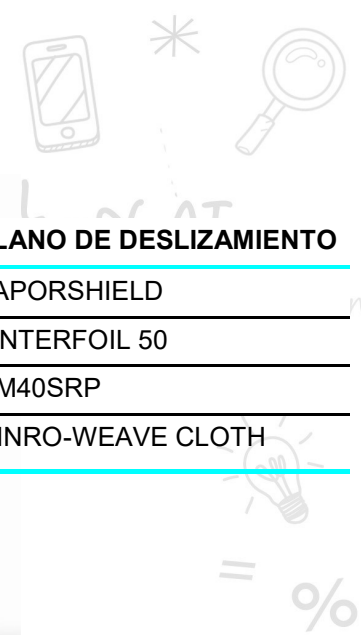 LANO DE DESLIZAMIENTO
APORSHIELD
NTERFOIL 50
M40SRP
INRO-WEAVE CLOTH
= %